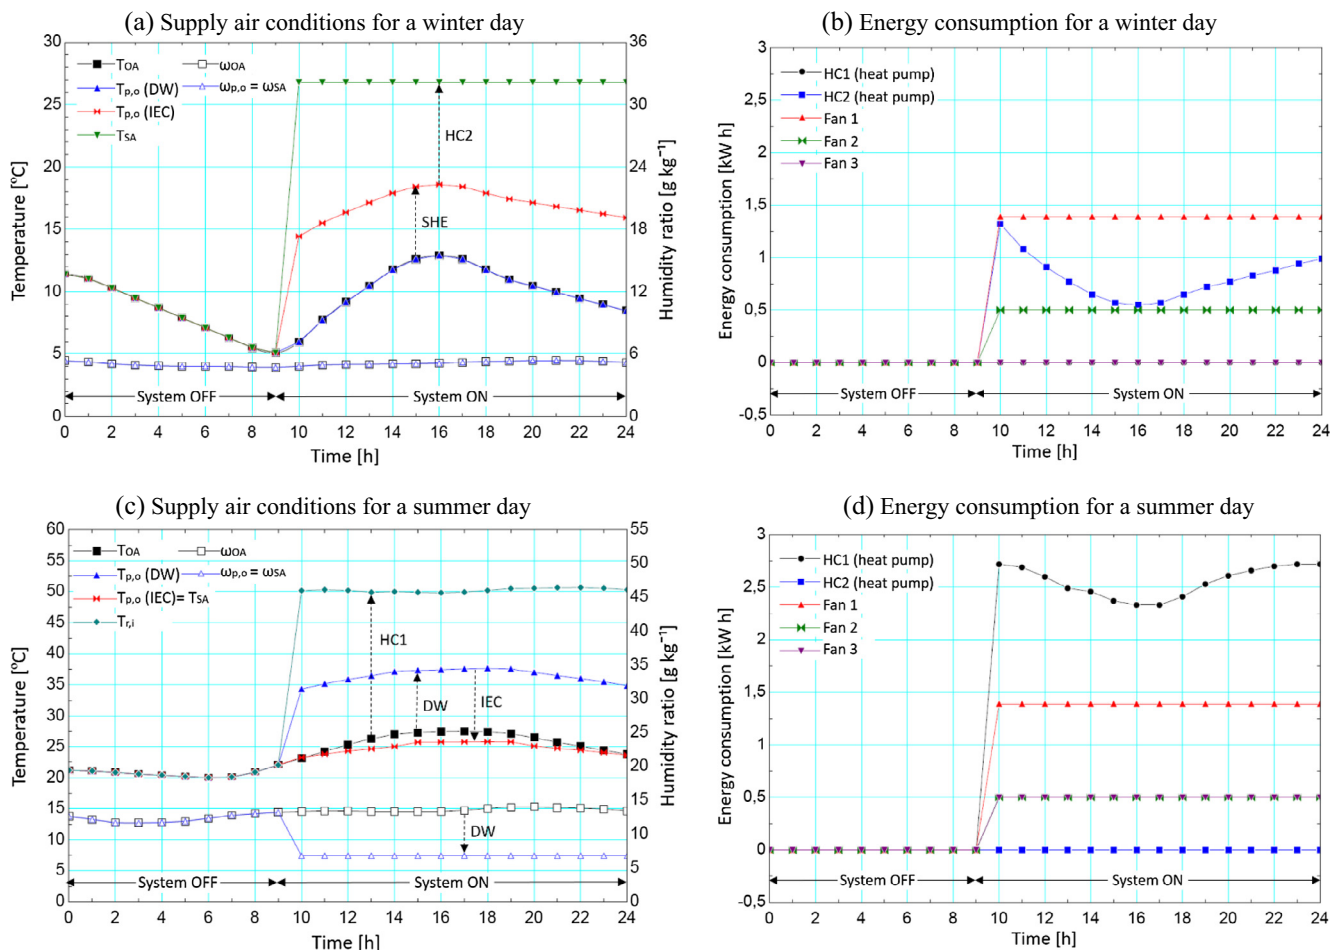 (a) Supply air conditions for a winter day
30
25
20
15
10
5
0
Temperature [ºC]
36
30
24
18
12
6
0
Humidity ratio [g kg⁻¹]
TOA
ωOA
Tp,o (DW)
ωp,o = ωSA
Tp,o (IEC)
TSA
HC2
SHE
System OFF
System ON
0 2 4 6 8 10 12 14 16 18 20 22 24
Time [h]
(b) Energy consumption for a winter day
3
2,5
2
1,5
1
0,5
0
-0,5
Energy consumption [kW h]
HC1 (heat pump)
HC2 (heat pump)
Fan 1
Fan 2
Fan 3
System OFF
System ON
0 2 4 6 8 10 12 14 16 18 20 22 24
Time [h]
(c) Supply air conditions for a summer day
60
55
50
45
40
35
30
25
20
15
10
5
0
Temperature [ºC]
55
50
45
40
35
30
25
20
15
10
5
0
Humidity ratio [g kg⁻¹]
TOA
ωOA
Tp,o (DW)
ωp,o = ωSA
Tp,o (IEC)= TSA
Tr,i
HC1
DW
IEC
DW
System OFF
System ON
0 2 4 6 8 10 12 14 16 18 20 22 24
Time [h]
(d) Energy consumption for a summer day
3
2,5
2
1,5
1
0,5
0
-0,5
Energy consumption [kW h]
HC1 (heat pump)
HC2 (heat pump)
Fan 1
Fan 2
Fan 3
System OFF
System ON
0 2 4 6 8 10 12 14 16 18 20 22 24
Time [h]